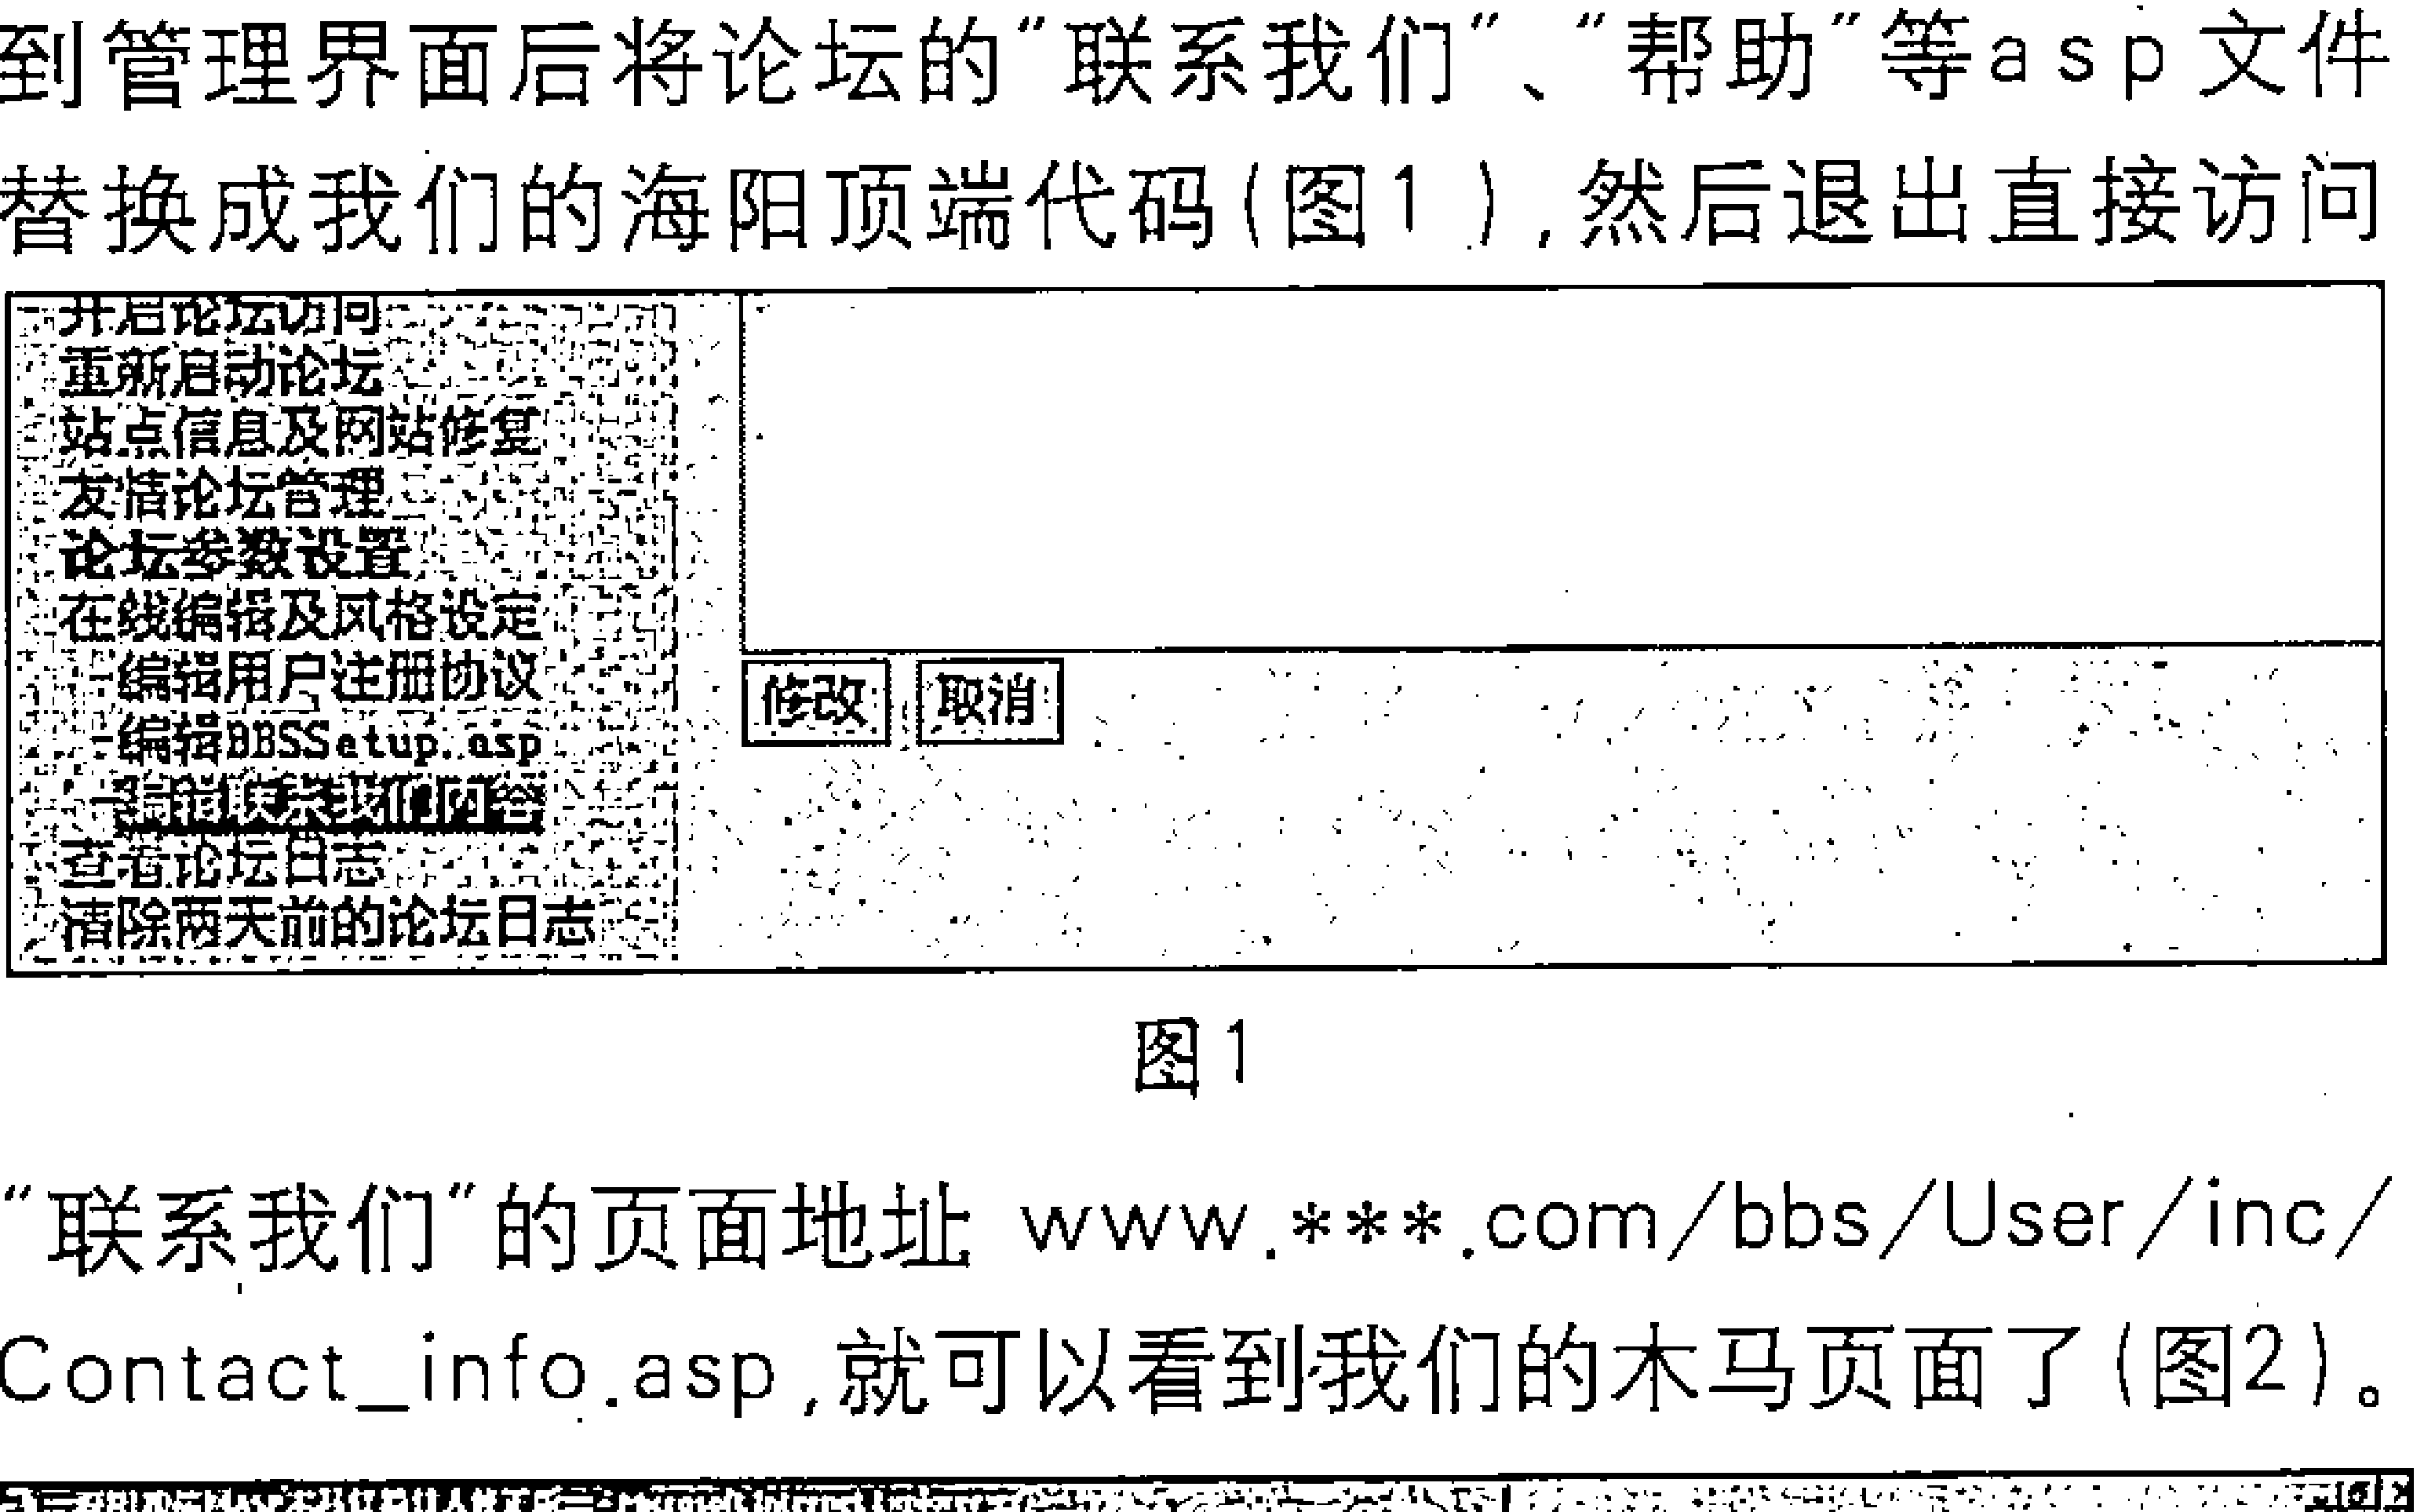 到管理界面后将论坛的“联系我们”、“帮助”等asp文件
替换成我们的海阳顶端代码(图1),然后退出直接访问
开启论坛访问
重新启动论坛
站点信息及网站修复
友情论坛管理
论坛参数设置
在线编辑及风格设定
编辑用户注册协议
编辑BBSSetup.asp
编辑联系我们内容
查看论坛日志
清除两天前的论坛日志
修改 取消
图1
“联系我们”的页面地址 www.***.com/bbs/User/inc/
Contact_info.asp,就可以看到我们的木马页面了(图2)。